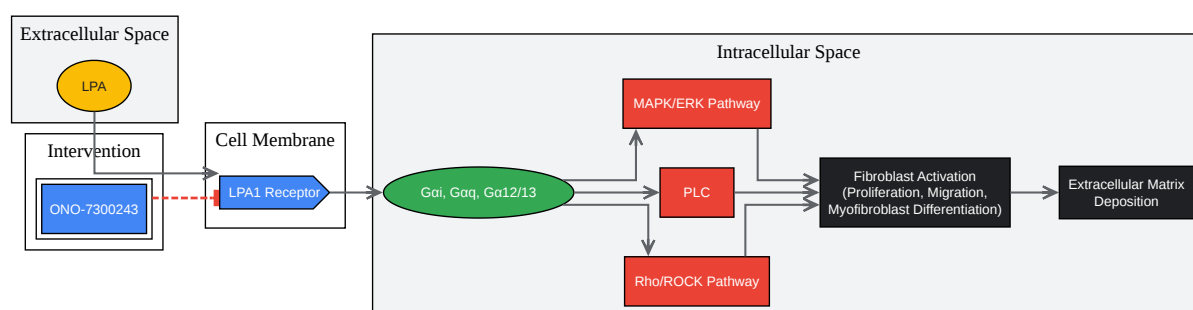 Extracellular Space
LPA
Intervention
ONO-7300243
Cell Membrane
LPA1 Receptor
Intracellular Space
Gαi, Gαq, Gα12/13
MAPK/ERK Pathway
PLC
Rho/ROCK Pathway
Fibroblast Activation
(Proliferation, Migration,
Myofibroblast Differentiation)
Extracellular Matrix
Deposition